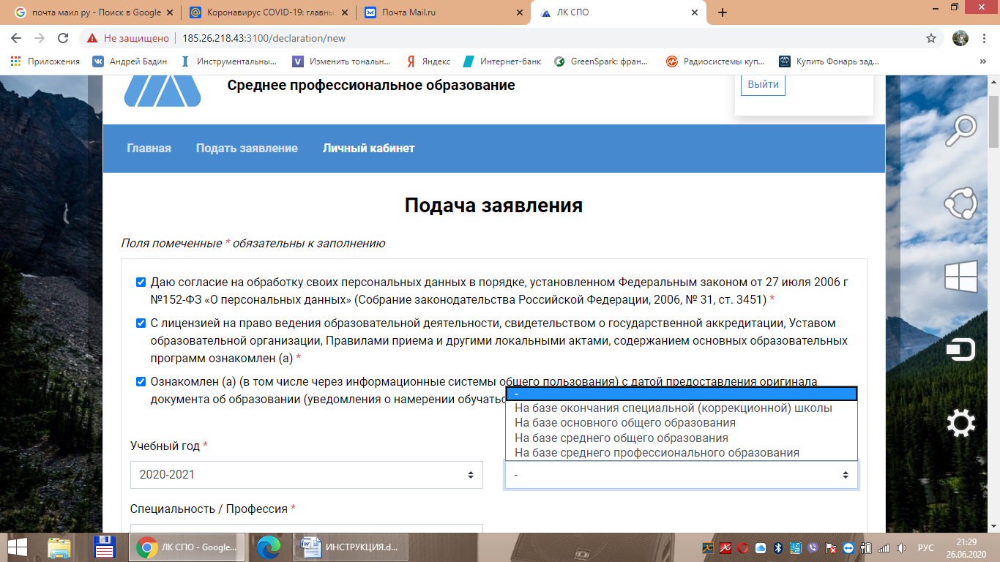 почта маил ру - Поиск в Google
Коронавирус COVID-19: главны
Почта Mail.ru
ЛК СПО
Не защищено
185.26.218.43:3100/declaration/new
Приложения
Андрей Бадин
Инструментальны...
Изменить тональн...
Яндекс
Интернет-банк
GreenSpark: фран...
Радиосистемы куп...
Купить Фонарь зад...
»
Среднее профессиональное образование
Выйти
Главная
Подать заявление
Личный кабинет
Подача заявления
Поля помеченные * обязательны к заполнению
Даю согласие на обработку своих персональных данных в порядке, установленном Федеральным законом от 27 июля 2006 г
№152-ФЗ «О персональных данных» (Собрание законодательства Российской Федерации, 2006, № 31, ст. 3451) *
С лицензией на право ведения образовательной деятельности, свидетельством о государственной аккредитации, Уставом
образовательной организации, Правилами приема и другими локальными актами, содержанием основных образовательных
программ ознакомлен (а) *
Ознакомлен (а) (в том числе через информационные системы общего пользования) с датой предоставления оригинала
документа об образовании (уведомления о намерении обучатьс
-
На базе окончания специальной (коррекционной) школы
На базе основного общего образования
На базе среднего общего образования
На базе среднего профессионального образования
Учебный год *
2020-2021
-
Специальность / Профессия *
ЛК СПО - Google...
ИНСТРУКЦИЯ.d...
РУС
21:29
26.06.2020